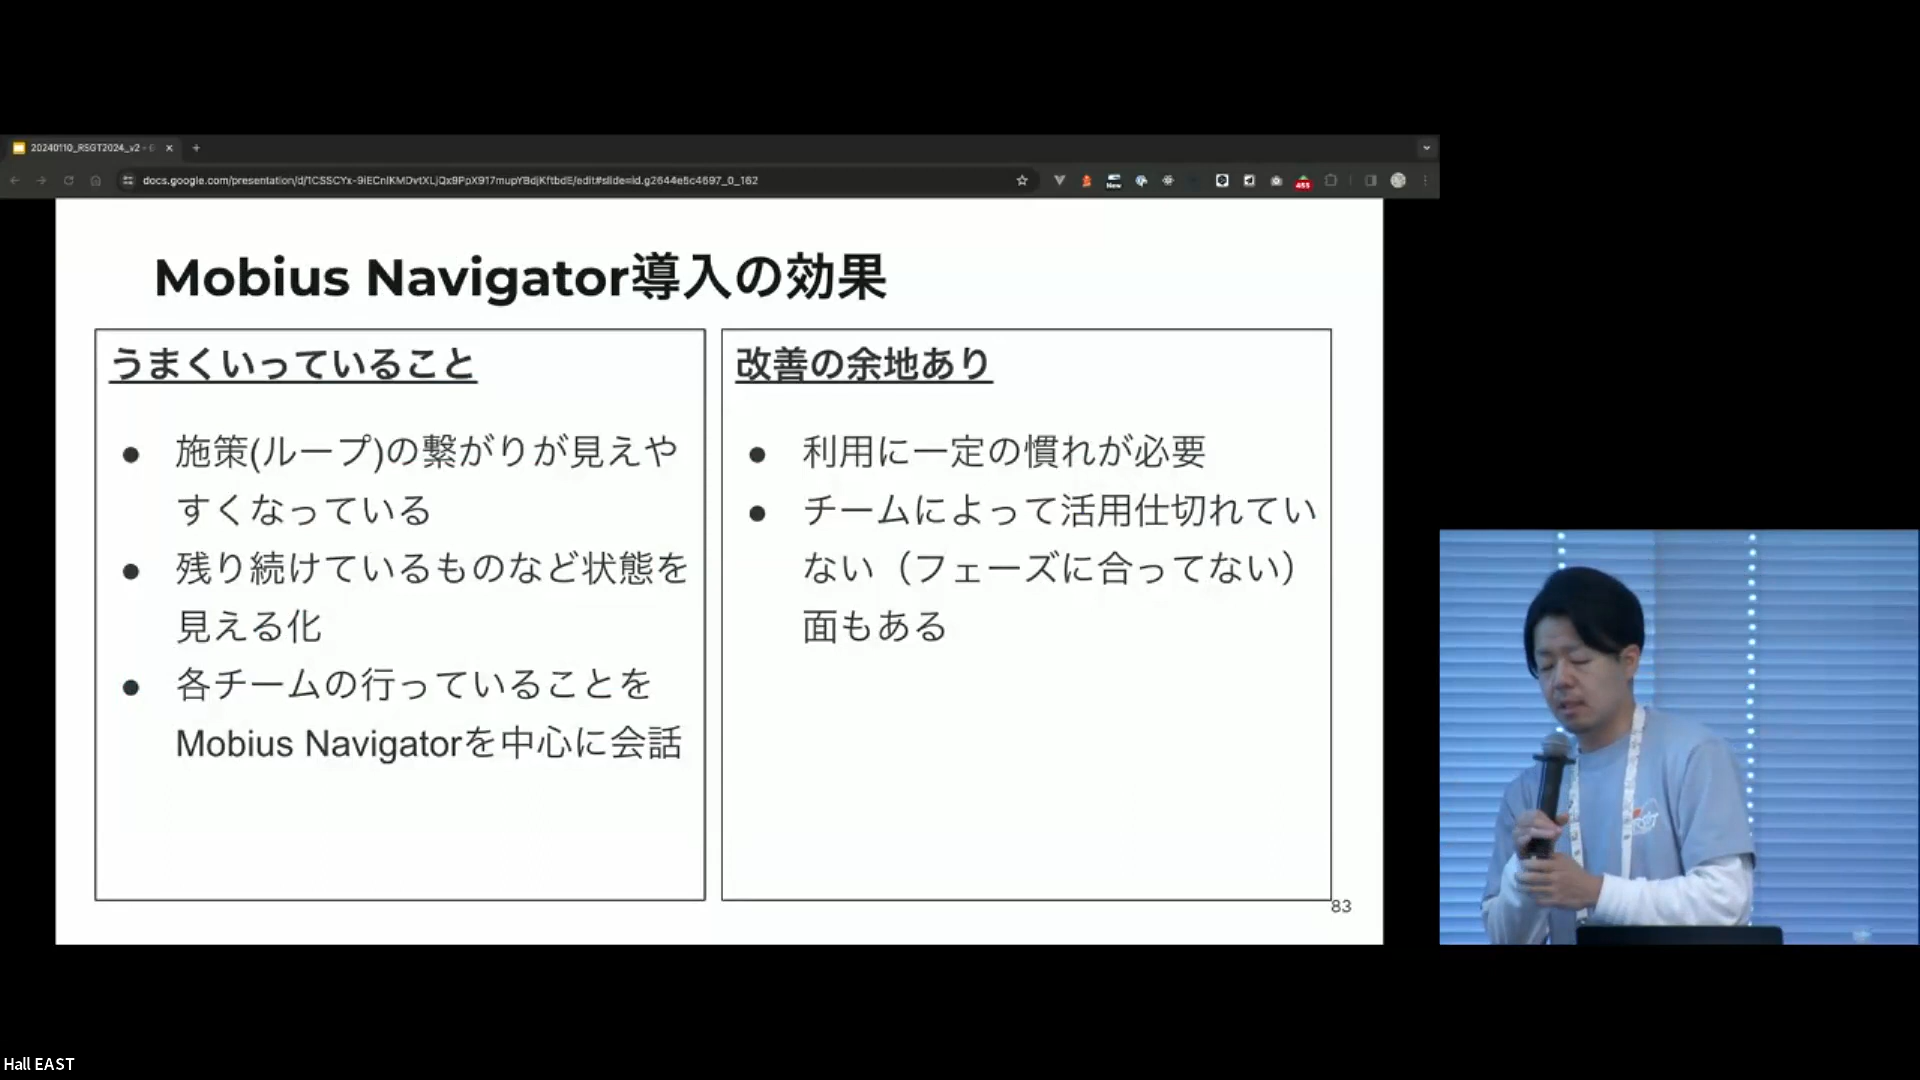 20240110_RSGT2024_v2 - G
docs.google.com/presentation/d/1CSSCYx-9iECnIKMDvtXLjQx9PpX917mupYBdjKftbdE/edit#slide=id.g2644e5c4697_0_162
New
455
Mobius Navigator導入の効果
うまくいっていること
● 施策(ループ)の繋がりが見えや
すくなっている
● 残り続けているものなど状態を
見える化
● 各チームの行っていることを
Mobius Navigatorを中心に会話
改善の余地あり
● 利用に一定の慣れが必要
● チームによって活用仕切れてい
ない（フェーズに合ってない）
面もある
83
Hall EAST